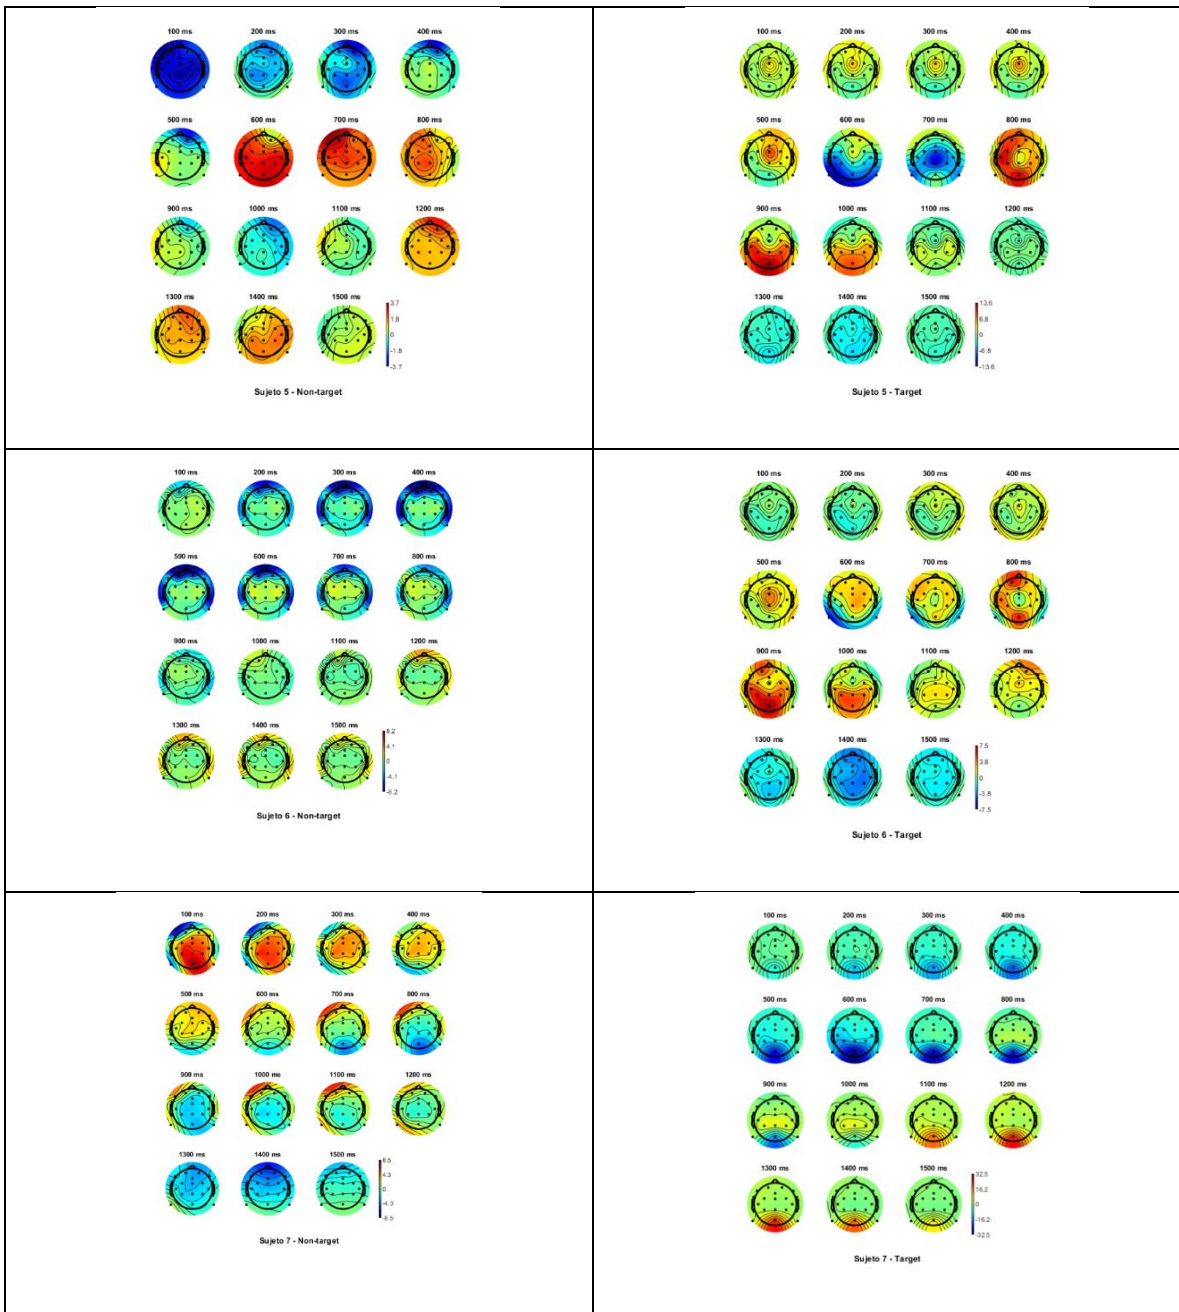 100 ms 200 ms 300 ms 400 ms
500 ms 600 ms 700 ms 800 ms
900 ms 1000 ms 1100 ms 1200 ms
1300 ms 1400 ms 1500 ms
3.7
1.8
0
-1.8
-3.7
Sujeto 5 - Non-target
100 ms 200 ms 300 ms 400 ms
500 ms 600 ms 700 ms 800 ms
900 ms 1000 ms 1100 ms 1200 ms
1300 ms 1400 ms 1500 ms
13.6
6.8
0
-6.8
-13.6
Sujeto 5 - Target
100 ms 200 ms 300 ms 400 ms
500 ms 600 ms 700 ms 800 ms
900 ms 1000 ms 1100 ms 1200 ms
1300 ms 1400 ms 1500 ms
8.2
4.1
0
-4.1
-8.2
Sujeto 6 - Non-target
100 ms 200 ms 300 ms 400 ms
500 ms 600 ms 700 ms 800 ms
900 ms 1000 ms 1100 ms 1200 ms
1300 ms 1400 ms 1500 ms
7.5
3.8
0
-3.8
-7.5
Sujeto 6 - Target
100 ms 200 ms 300 ms 400 ms
500 ms 600 ms 700 ms 800 ms
900 ms 1000 ms 1100 ms 1200 ms
1300 ms 1400 ms 1500 ms
8.5
4.3
0
-4.3
-8.5
Sujeto 7 - Non-target
100 ms 200 ms 300 ms 400 ms
500 ms 600 ms 700 ms 800 ms
900 ms 1000 ms 1100 ms 1200 ms
1300 ms 1400 ms 1500 ms
32.5
16.2
0
-16.2
-32.5
Sujeto 7 - Target